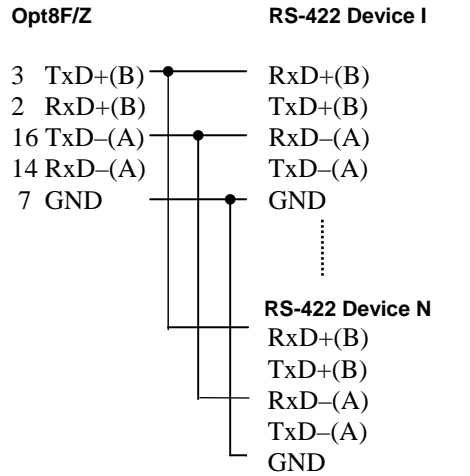 Opt8F/Z RS-422 Device I
3 TxD+(B) RxD+(B)
2 RxD+(B) TxD+(B)
16 TxD–(A) RxD–(A)
14 RxD–(A) TxD–(A)
7 GND GND
RS-422 Device N
RxD+(B)
TxD+(B)
RxD–(A)
TxD–(A)
GND